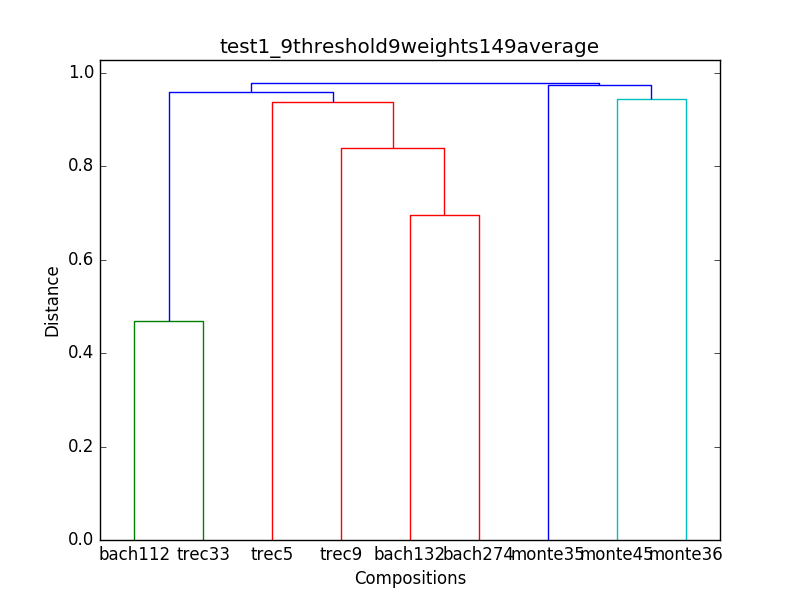 test1_9threshold9weights149average
1.0
0.8
0.6
0.4
0.2
0.0
Distance
bach112 trec33 trec5 trec9 bach132 bach274 monte35 monte45 monte36
Compositions